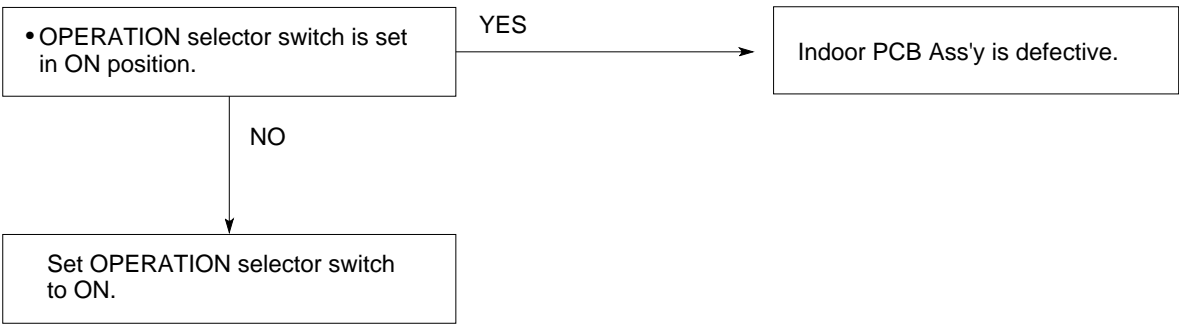 • OPERATION selector switch is set
in ON position.
YES
Indoor PCB Ass'y is defective.
NO
Set OPERATION selector switch
to ON.